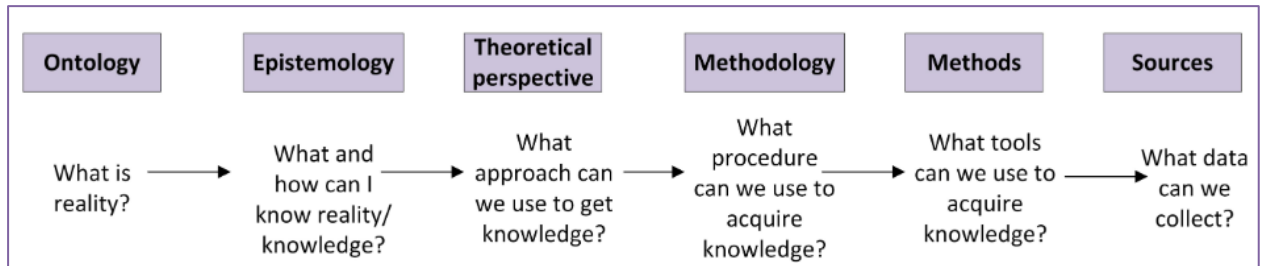 Ontology
Epistemology
Theoretical
perspective
Methodology
Methods
Sources
What is
reality?
What and
how can I
know reality/
knowledge?
What
approach can
we use to get
knowledge?
What
procedure
can we use to
acquire
knowledge?
What tools
can we use to
acquire
knowledge?
What data
can we
collect?